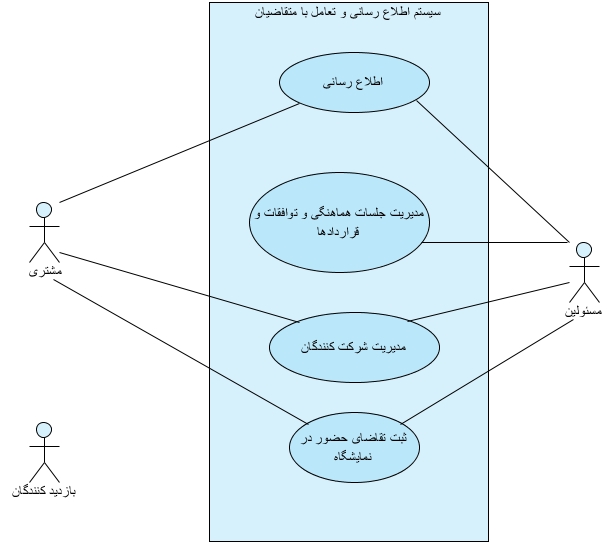 سیستم اطلاع رسانی و تعامل با متقاضیان
اطلاع رسانی
مدیریت جلسات هماهنگی و توافقات و
قراردادها
مشتری
مسئولین
مدیریت شرکت کنندگان
ثبت تقاضای حضور در
نمایشگاه
بازدید کنندگان